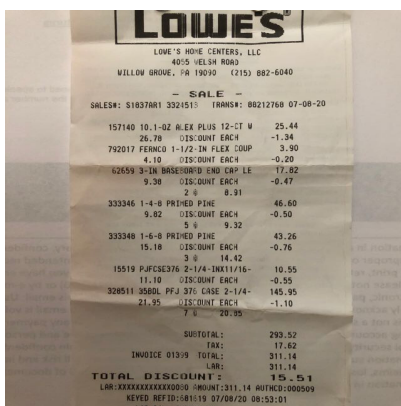 LOWE'S
LOWE'S HOME CENTERS, LLC
4055 WELSH ROAD
WILLOW GROVE, PA 19090 (215) 882-6040
- SALE -
SALES#: S1837AR1 3324513 TRANS#: 88212768 07-08-20
157140 10.1-OZ ALEX PLUS 12-CT W 25.44
26.78 DISCOUNT EACH -1.34
792017 FERNCO 1-1/2-IN FLEX COUP 3.90
4.10 DISCOUNT EACH -0.20
62659 3-IN BASEBOARD END CAP LE 17.82
9.38 DISCOUNT EACH -0.47
2 @ 8.91
333346 1-4-8 PRIMED PINE 46.60
9.82 DISCOUNT EACH -0.50
5 @ 9.32
333348 1-6-8 PRIMED PINE 43.26
15.18 DISCOUNT EACH -0.76
3 @ 14.42
15519 PJFCSE376 2-1/4-INX11/16- 10.55
11.10 DISCOUNT EACH -0.55
328511 356DL PFJ 376 CASE 2-1/4- 145.95
21.95 DISCOUNT EACH -1.10
7 @ 20.85
SUBTOTAL: 293.52
TAX: 17.62
INVOICE 01399 TOTAL: 311.14
LAR: 311.14
TOTAL DISCOUNT: 15.51
LAR:XXXXXXXXXXXX0080 AMOUNT:311.14 AUTHCD:000509
KEYED REFID:681619 07/08/20 08:53:01